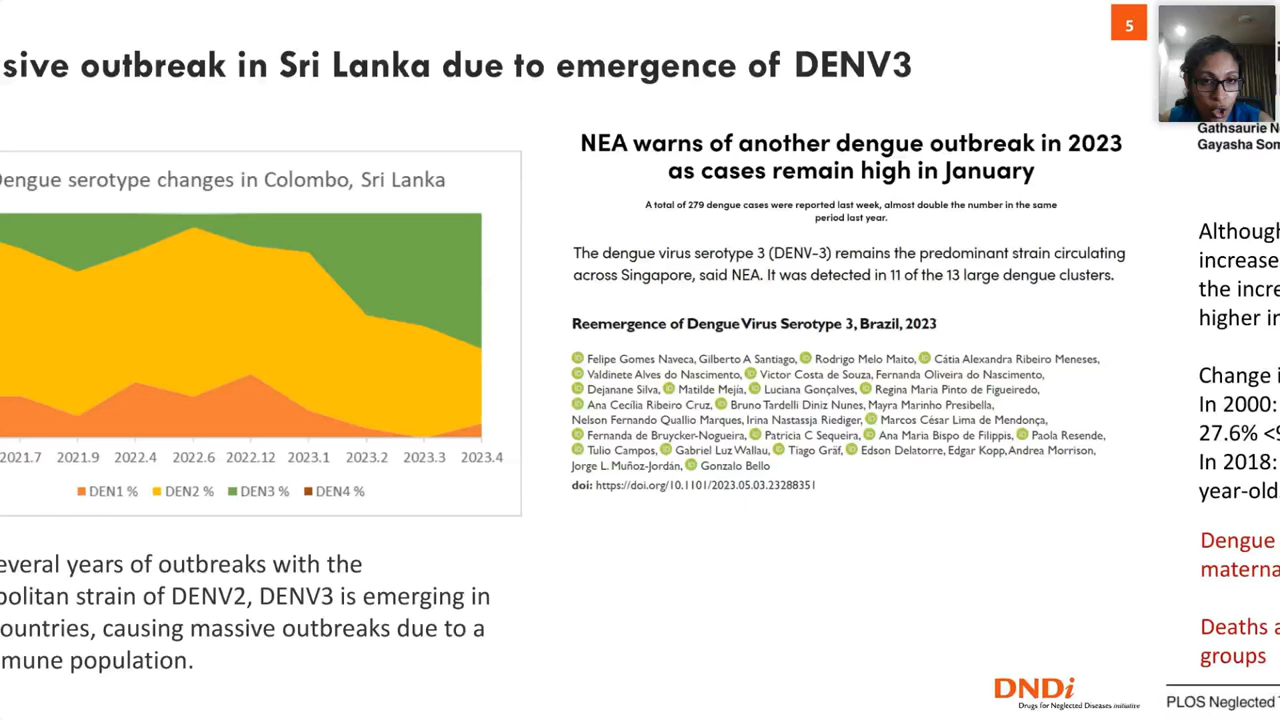 5
sive outbreak in Sri Lanka due to emergence of DENV3
Dengue serotype changes in Colombo, Sri Lanka
2021.7 2021.9 2022.4 2022.6 2022.12 2023.1 2023.2 2023.3 2023.4
DEN1 % DEN2 % DEN3 % DEN4 %
everal years of outbreaks with the
politan strain of DENV2, DENV3 is emerging in
ountries, causing massive outbreaks due to a
mune population.
NEA warns of another dengue outbreak in 2023
as cases remain high in January
A total of 279 dengue cases were reported last week, almost double the number in the same
period last year.
The dengue virus serotype 3 (DENV-3) remains the predominant strain circulating
across Singapore, said NEA. It was detected in 11 of the 13 large dengue clusters.
Reemergence of Dengue Virus Serotype 3, Brazil, 2023
Felipe Gomes Naveca, Gilberto A Santiago, Rodrigo Melo Maito, Cátia Alexandra Ribeiro Meneses,
Valdinete Alves do Nascimento, Victor Costa de Souza, Fernanda Oliveira do Nascimento,
Dejanane Silva, Matilde Mejía, Luciana Gonçalves, Regina Maria Pinto de Figueiredo,
Ana Cecília Ribeiro Cruz, Bruno Tardelli Diniz Nunes, Mayra Marinho Presibella,
Nelson Fernando Quallio Marques, Irina Nastassja Riediger, Marcos César Lima de Mendonça,
Fernanda de Bruycker-Nogueira, Patricia C Sequeira, Ana Maria Bispo de Filippis, Paola Resende,
Tulio Campos, Gabriel Luz Wallau, Tiago Gräf, Edson Delatorre, Edgar Kopp, Andrea Morrison,
Jorge L. Muñoz-Jordán, Gonzalo Bello
doi: https://doi.org/10.1101/2023.05.03.23288351
DNDi
Drugs for Neglected Diseases initiative
Gathsaurie N
Gayasha Som
Although
increase
the incre
higher in
Change i
In 2000:
27.6% <9
In 2018:
year-old
Dengue
materna
Deaths a
groups
PLOS Neglected T